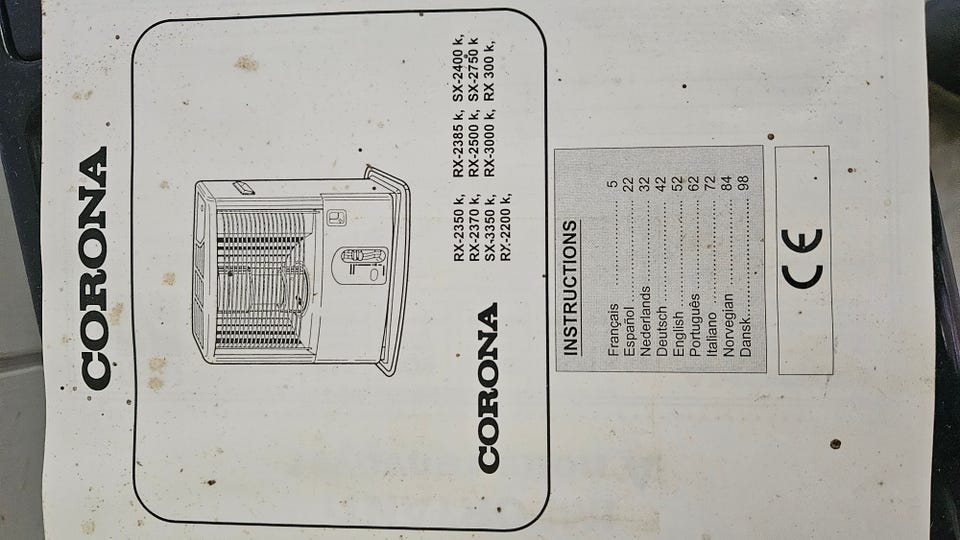 CORONA
CORONA
RX-2350 k, RX-2385 k, SX-2400 k,
RX-2370 k, RX-2500 k, SX-2750 k
SX-3350 k, RX-3000 k, RX 300 k,
RX-2200 k,
INSTRUCTIONS
Français ................ 5
Español ................ 22
Nederlands ................ 32
Deutsch ................ 42
English ................ 52
Português ................ 62
Italiano ................ 72
Norvegian ................ 84
Dansk ................ 98
CE